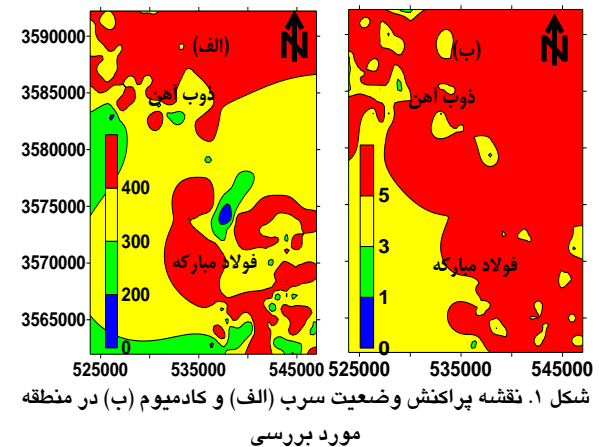 3590000
3585000
3580000
3575000
3570000
3565000
(الف)
ذوب آهن
400
300
200
0
فولاد مبارکه
525000 535000 545000
N
(ب)
ذوب آهن
5
3
1
0
فولاد مبارکه
525000 535000 545000
N
شکل ۱. نقشه پراکنش وضعیت سرب (الف) و کادمیوم (ب) در منطقه
مورد بررسی